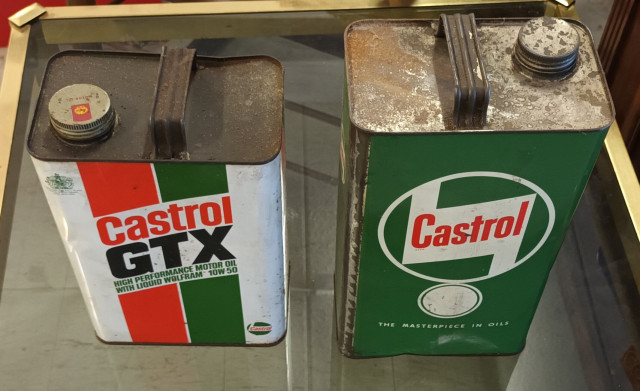 Castrol
GTX
HIGH PERFORMANCE MOTOR OIL
WITH LIQUID WOLFRAM 10W/50
Castrol
Castrol
THE MASTERPIECE IN OILS